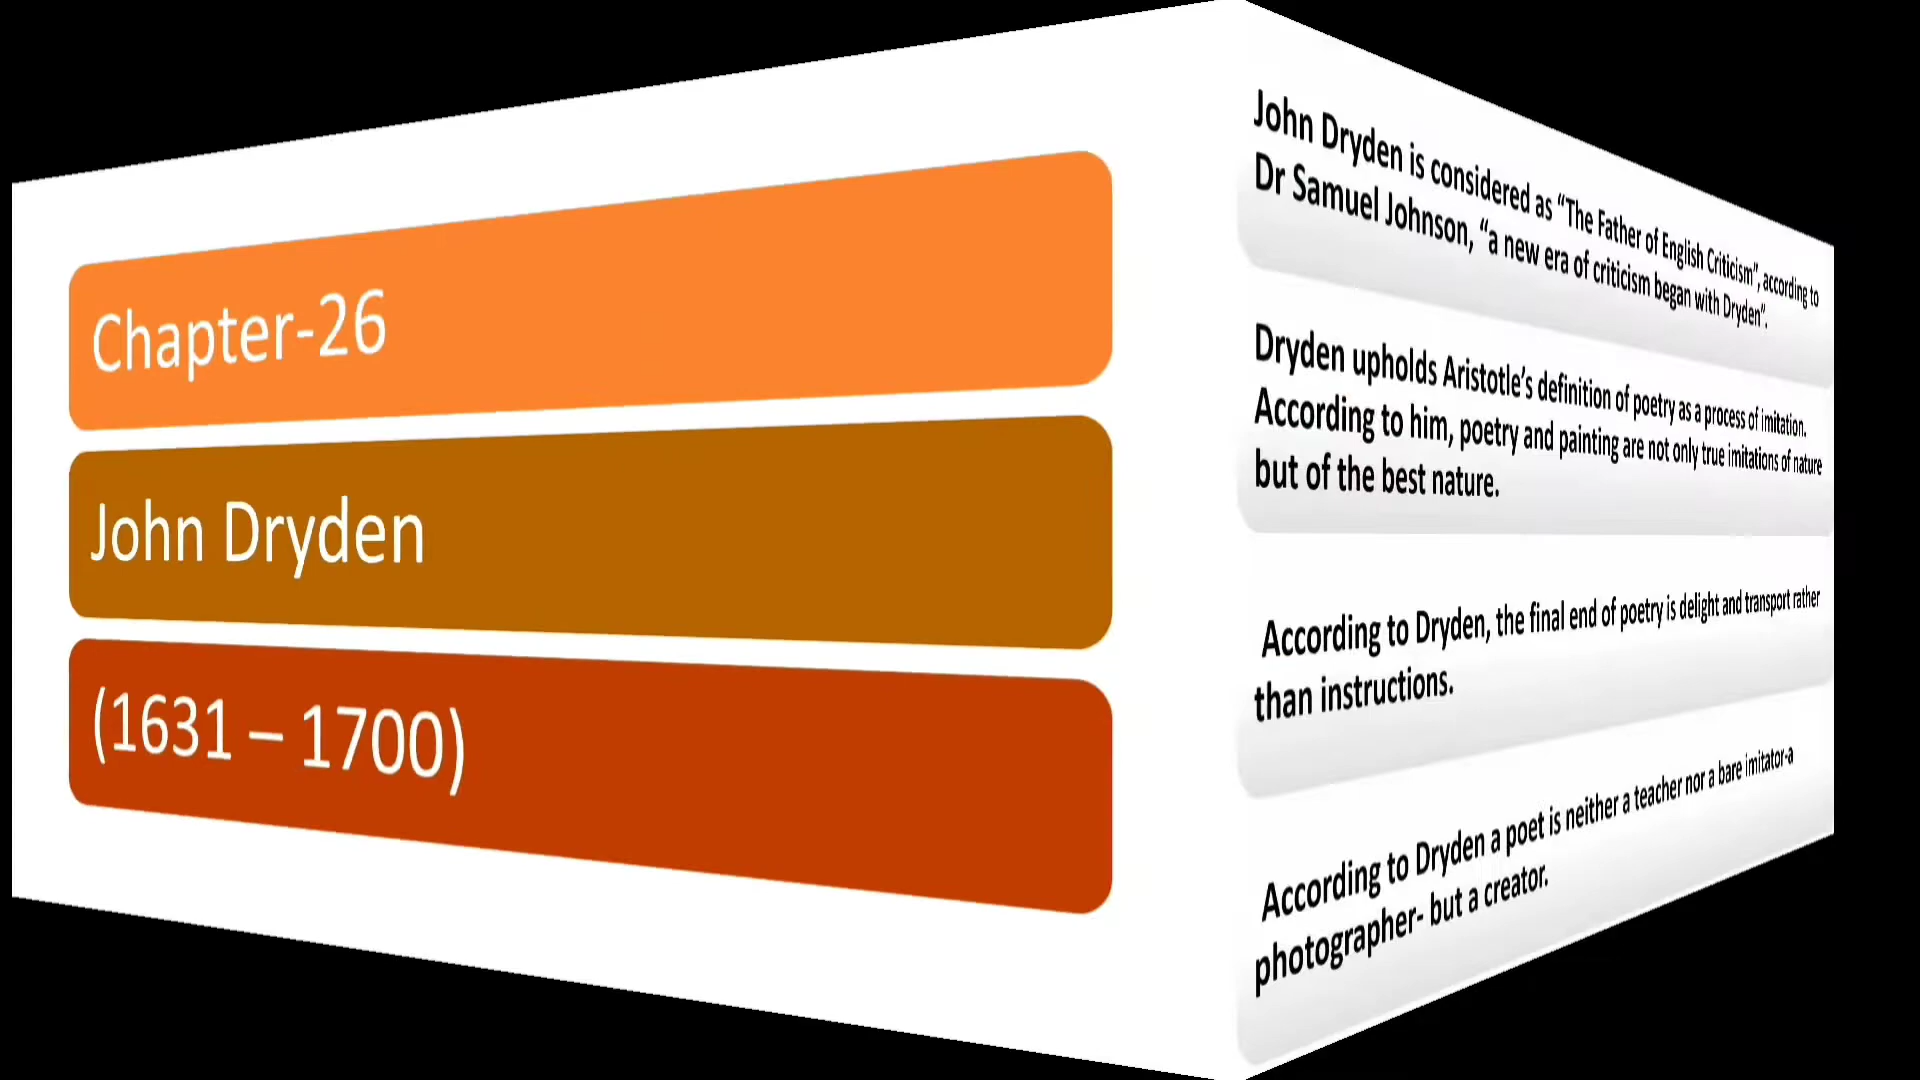 Chapter-26
John Dryden
(1631 – 1700)
John Dryden is considered as “The Father of English Criticism”, according to
Dr Samuel Johnson, “a new era of criticism began with Dryden”.
Dryden upholds Aristotle’s definition of poetry as a process of imitation.
According to him, poetry and painting are not only true imitations of nature
but of the best nature.
According to Dryden, the final end of poetry is delight and transport rather
than instructions.
According to Dryden a poet is neither a teacher nor a bare imitator-a
photographer- but a creator.